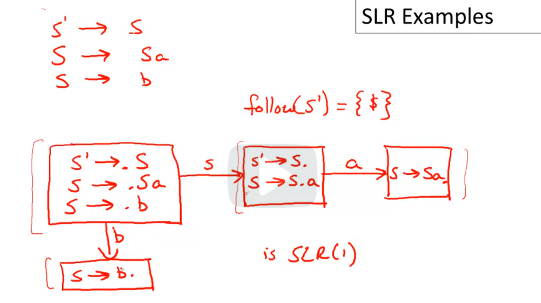 SLR Examples
S' → S
S → Sa
S → b
follow(S') = {$}
S' → .S
S → .Sa
S → .b
S
S' → S.
S → S.a
a
S → Sa.
b
S → b.
is SLR(1)